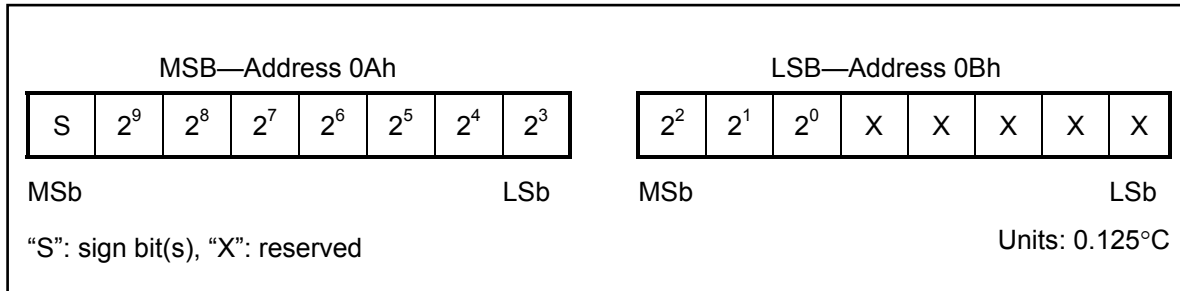 MSB—Address 0Ah LSB—Address 0Bh
S 2⁹ 2⁸ 2⁷ 2⁶ 2⁵ 2⁴ 2³ 2² 2¹ 2⁰ X X X X X
MSb LSb MSb LSb
“S”: sign bit(s), “X”: reserved Units: 0.125°C